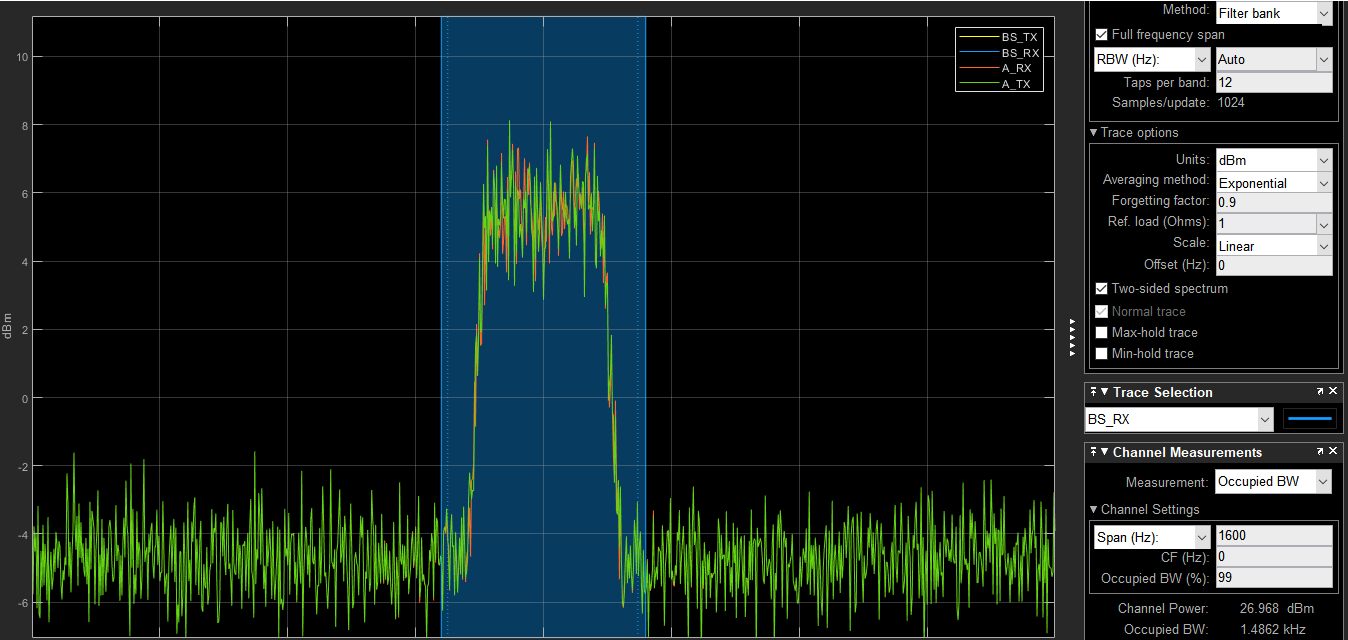 dBm
10
8
6
4
2
0
-2
-4
-6
BS_TX
BS_RX
A_RX
A_TX
Method: Filter bank
Full frequency span
RBW (Hz): Auto
Taps per band: 12
Samples/update: 1024
Trace options
Units: dBm
Averaging method: Exponential
Forgetting factor: 0.9
Ref. load (Ohms): 1
Scale: Linear
Offset (Hz): 0
Two-sided spectrum
Normal trace
Max-hold trace
Min-hold trace
Trace Selection
BS_RX
Channel Measurements
Measurement: Occupied BW
Channel Settings
Span (Hz): 1600
CF (Hz): 0
Occupied BW (%): 99
Channel Power: 26.968 dBm
Occupied BW: 1.4862 kHz